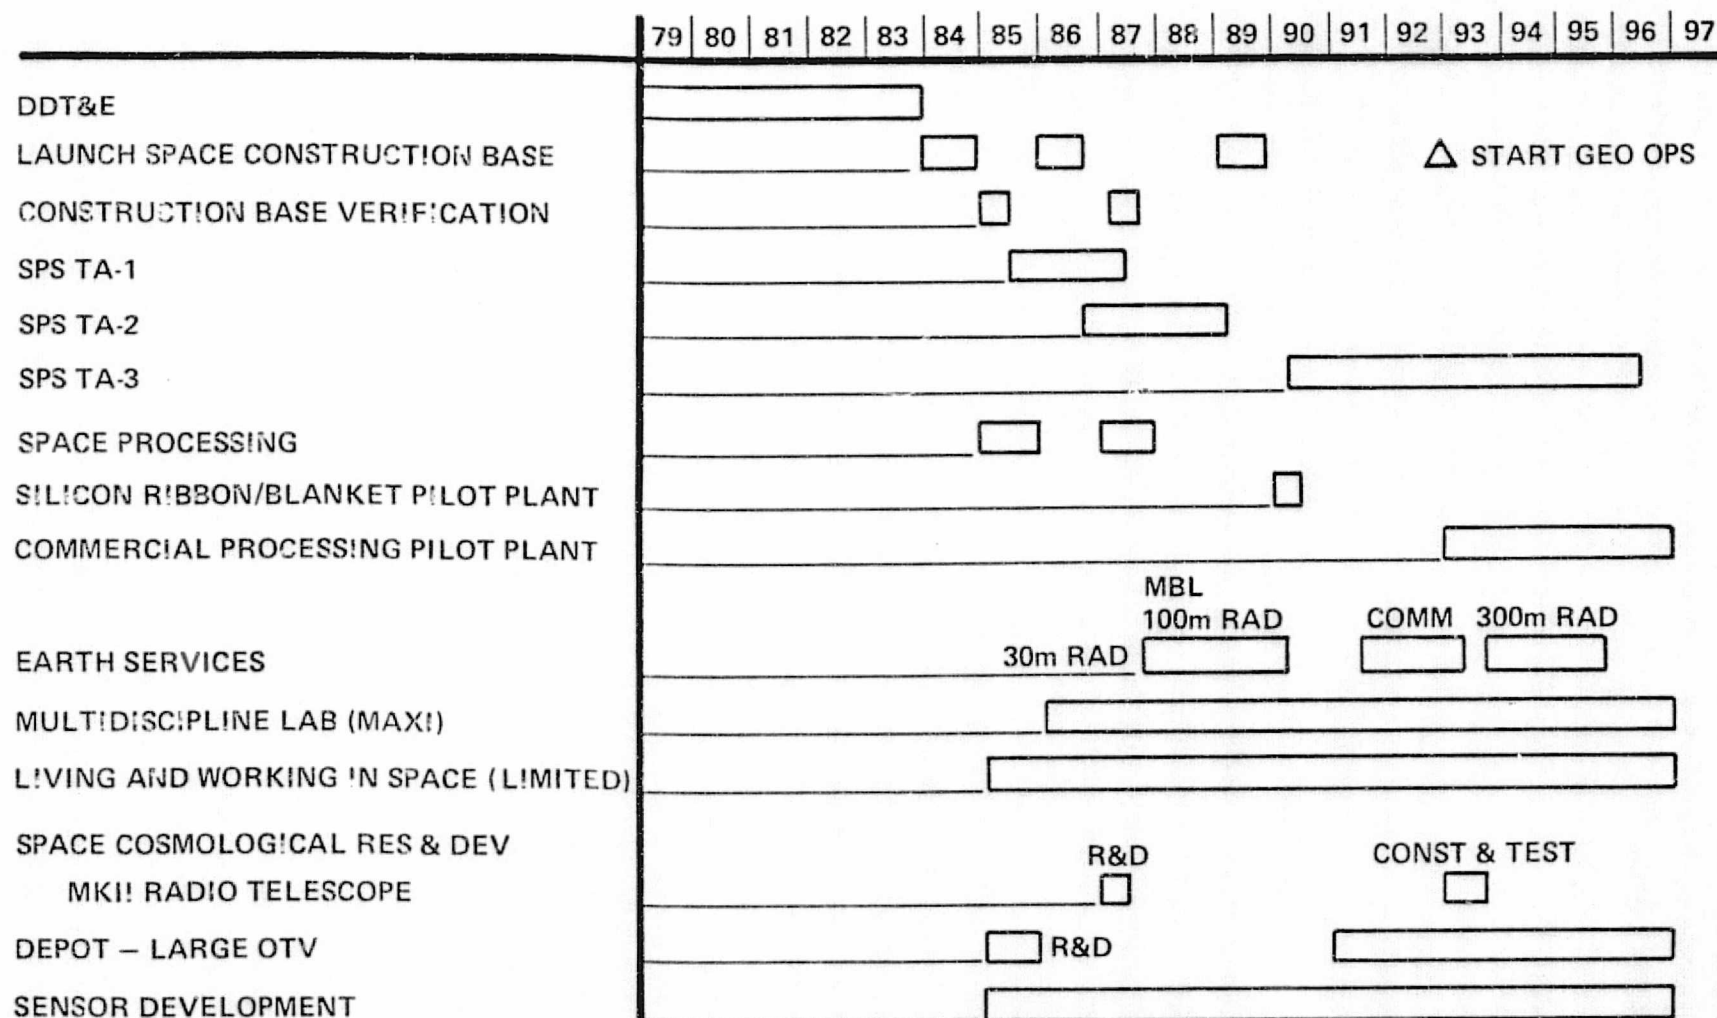 79 80 81 82 83 84 85 86 87 88 89 90 91 92 93 94 95 96 97
DDT&E
LAUNCH SPACE CONSTRUCTION BASE
START GEO OPS
CONSTRUCTION BASE VERIFICATION
SPS TA-1
SPS TA-2
SPS TA-3
SPACE PROCESSING
SILICON RIBBON/BLANKET PILOT PLANT
COMMERCIAL PROCESSING PILOT PLANT
MBL
100m RAD
COMM
300m RAD
EARTH SERVICES
30m RAD
MULTIDISCIPLINE LAB (MAXI)
LIVING AND WORKING IN SPACE (LIMITED)
SPACE COSMOLOGICAL RES & DEV
R&D
CONST & TEST
MKII RADIO TELESCOPE
DEPOT – LARGE OTV
R&D
SENSOR DEVELOPMENT